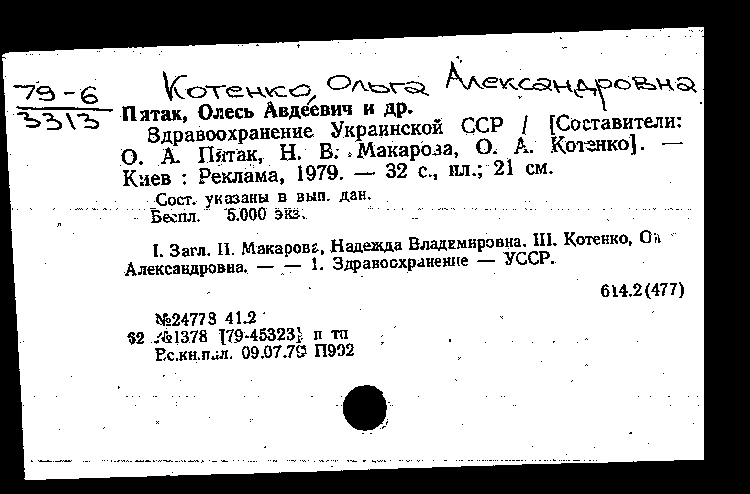 79-6
3313
Котенко, Ольга Александровна
Пятак, Олесь Авдеевич и др.
Здравоохранение Украинской ССР / [Составители:
О. А. Пятак, Н. В. Макарова, О. А. Котенко]. —
Киев : Реклама, 1979. — 32 с., ил.; 21 см.
Сост. указаны в вып. дан.
Беспл. 5.000 экз.
I. Загл. II. Макарова, Надежда Владимировна. III. Котенко,
Александровна. — — 1. Здравоохранение — УССР.
614.2(477)
№24773 41.2
№1378 [79-45323] п тп
Вс.кн.пал. 09.07.79 П902